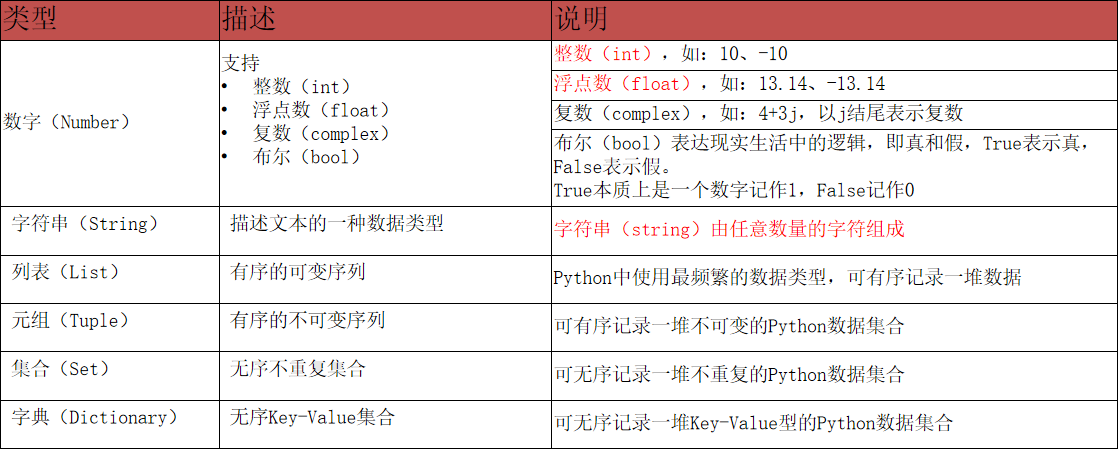 类型
描述
说明
数字（Number）
支持
• 整数（int）
• 浮点数（float）
• 复数（complex）
• 布尔（bool）
整数（int），如：10、-10
浮点数（float），如：13.14、-13.14
复数（complex），如：4+3j，以j结尾表示复数
布尔（bool）表达现实生活中的逻辑，即真和假，True表示真，
False表示假。
True本质上是一个数字记作1，False记作0
字符串（String）
描述文本的一种数据类型
字符串（string）由任意数量的字符组成
列表（List）
有序的可变序列
Python中使用最频繁的数据类型，可有序记录一堆数据
元组（Tuple）
有序的不可变序列
可有序记录一堆不可变的Python数据集合
集合（Set）
无序不重复集合
可无序记录一堆不重复的Python数据集合
字典（Dictionary）
无序Key-Value集合
可无序记录一堆Key-Value型的Python数据集合